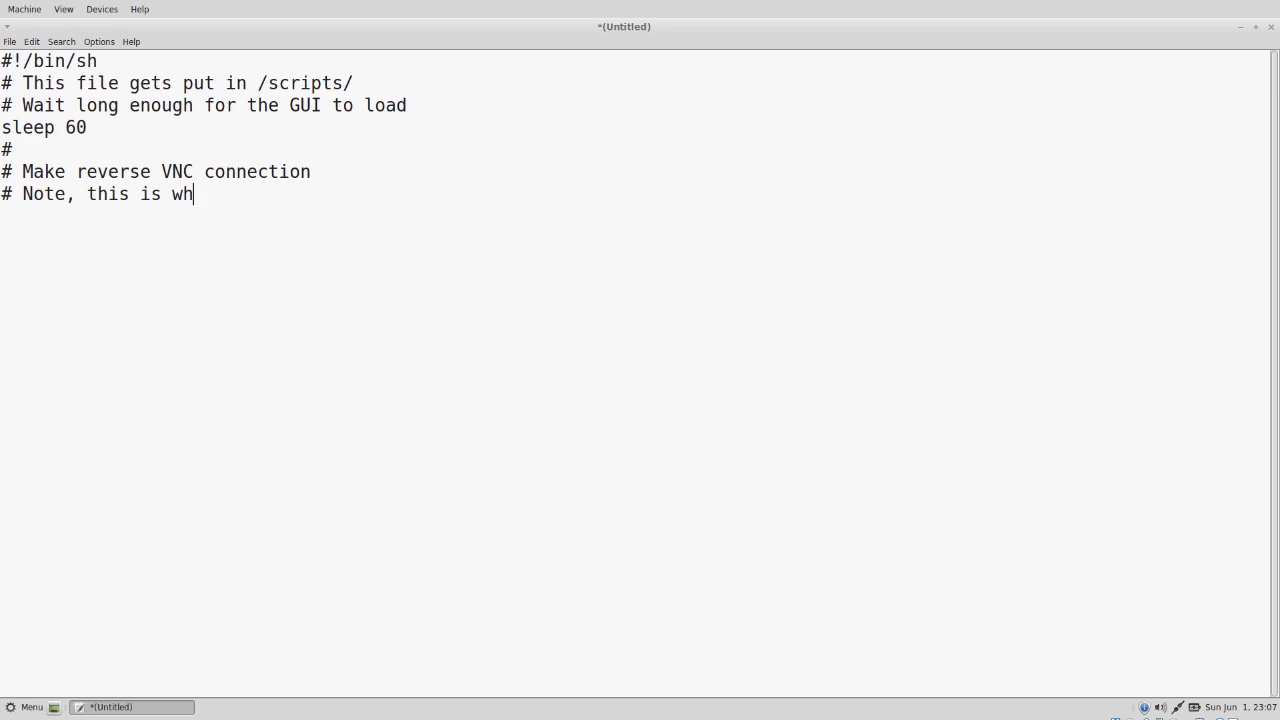 Machine View Devices Help
*(Untitled)
File Edit Search Options Help
#!/bin/sh
# This file gets put in /scripts/
# Wait long enough for the GUI to load
sleep 60
#
# Make reverse VNC connection
# Note, this is wh
Menu *(Untitled) Sun Jun 1, 23:07